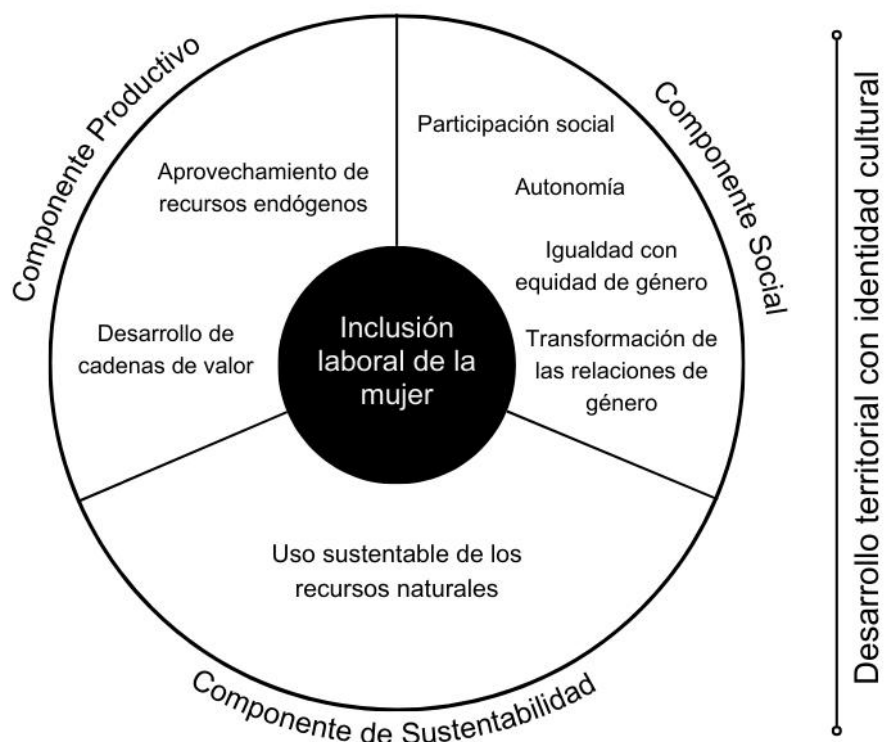 Componente Productivo
Aprovechamiento de
recursos endógenos
Desarrollo de
cadenas de valor
Componente Social
Participación social
Autonomía
Igualdad con
equidad de género
Transformación de
las relaciones de
género
Inclusión
laboral de la
mujer
Uso sustentable de los
recursos naturales
Componente de Sustentabilidad
Desarrollo territorial con identidad cultural